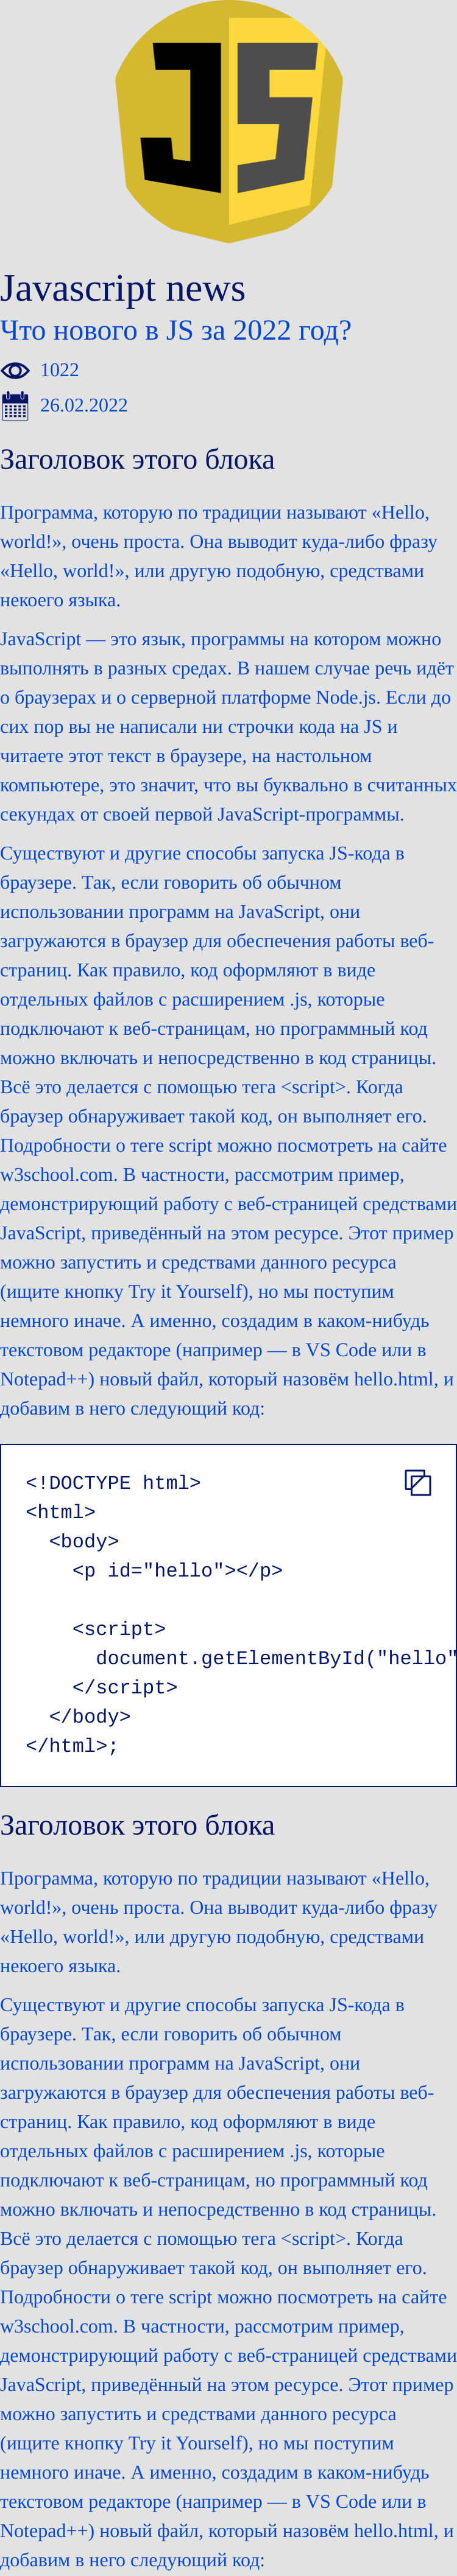 JS
Javascript news
Что нового в JS за 2022 год?
1022
26.02.2022
Заголовок этого блока
Программа, которую по традиции называют «Hello,
world!», очень проста. Она выводит куда-либо фразу
«Hello, world!», или другую подобную, средствами
некоего языка.
JavaScript — это язык, программы на котором можно
выполнять в разных средах. В нашем случае речь идёт
о браузерах и о серверной платформе Node.js. Если до
сих пор вы не написали ни строчки кода на JS и
читаете этот текст в браузере, на настольном
компьютере, это значит, что вы буквально в считанных
секундах от своей первой JavaScript-программы.
Существуют и другие способы запуска JS-кода в
браузере. Так, если говорить об обычном
использовании программ на JavaScript, они
загружаются в браузер для обеспечения работы веб-
страниц. Как правило, код оформляют в виде
отдельных файлов с расширением .js, которые
подключают к веб-страницам, но программный код
можно включать и непосредственно в код страницы.
Всё это делается с помощью тега <script>. Когда
браузер обнаруживает такой код, он выполняет его.
Подробности о теге script можно посмотреть на сайте
w3school.com. В частности, рассмотрим пример,
демонстрирующий работу с веб-страницей средствами
JavaScript, приведённый на этом ресурсе. Этот пример
можно запустить и средствами данного ресурса
(ищите кнопку Try it Yourself), но мы поступим
немного иначе. А именно, создадим в каком-нибудь
текстовом редакторе (например — в VS Code или в
Notepad++) новый файл, который назовём hello.html, и
добавим в него следующий код:
<!DOCTYPE html>
<html>
  <body>
    <p id="hello"></p>
    <script>
      document.getElementById("hello"
    </script>
  </body>
</html>;
Заголовок этого блока
Программа, которую по традиции называют «Hello,
world!», очень проста. Она выводит куда-либо фразу
«Hello, world!», или другую подобную, средствами
некоего языка.
Существуют и другие способы запуска JS-кода в
браузере. Так, если говорить об обычном
использовании программ на JavaScript, они
загружаются в браузер для обеспечения работы веб-
страниц. Как правило, код оформляют в виде
отдельных файлов с расширением .js, которые
подключают к веб-страницам, но программный код
можно включать и непосредственно в код страницы.
Всё это делается с помощью тега <script>. Когда
браузер обнаруживает такой код, он выполняет его.
Подробности о теге script можно посмотреть на сайте
w3school.com. В частности, рассмотрим пример,
демонстрирующий работу с веб-страницей средствами
JavaScript, приведённый на этом ресурсе. Этот пример
можно запустить и средствами данного ресурса
(ищите кнопку Try it Yourself), но мы поступим
немного иначе. А именно, создадим в каком-нибудь
текстовом редакторе (например — в VS Code или в
Notepad++) новый файл, который назовём hello.html, и
добавим в него следующий код: